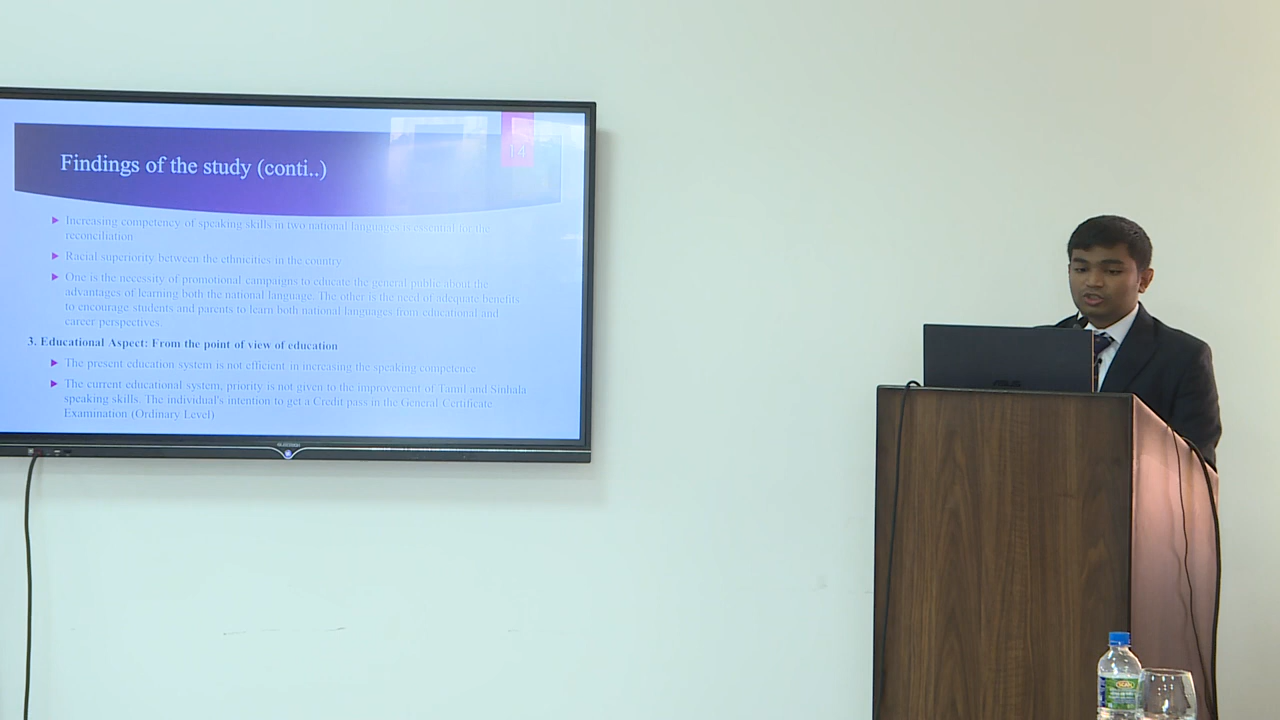 14
Findings of the study (conti..)
Increasing competency of speaking skills in two national languages is essential for the
reconciliation
Racial superiority between the ethnicities in the country
One is the necessity of promotional campaigns to educate the general public about the
advantages of learning both the national language. The other is the need of adequate benefits
to encourage students and parents to learn both national languages from educational and
career perspectives.
3. Educational Aspect: From the point of view of education
The present education system is not efficient in increasing the speaking competence
The current educational system, priority is not given to the improvement of Tamil and Sinhala
speaking skills. The individual's intention to get a Credit pass in the General Certificate
Examination (Ordinary Level)
ASUS